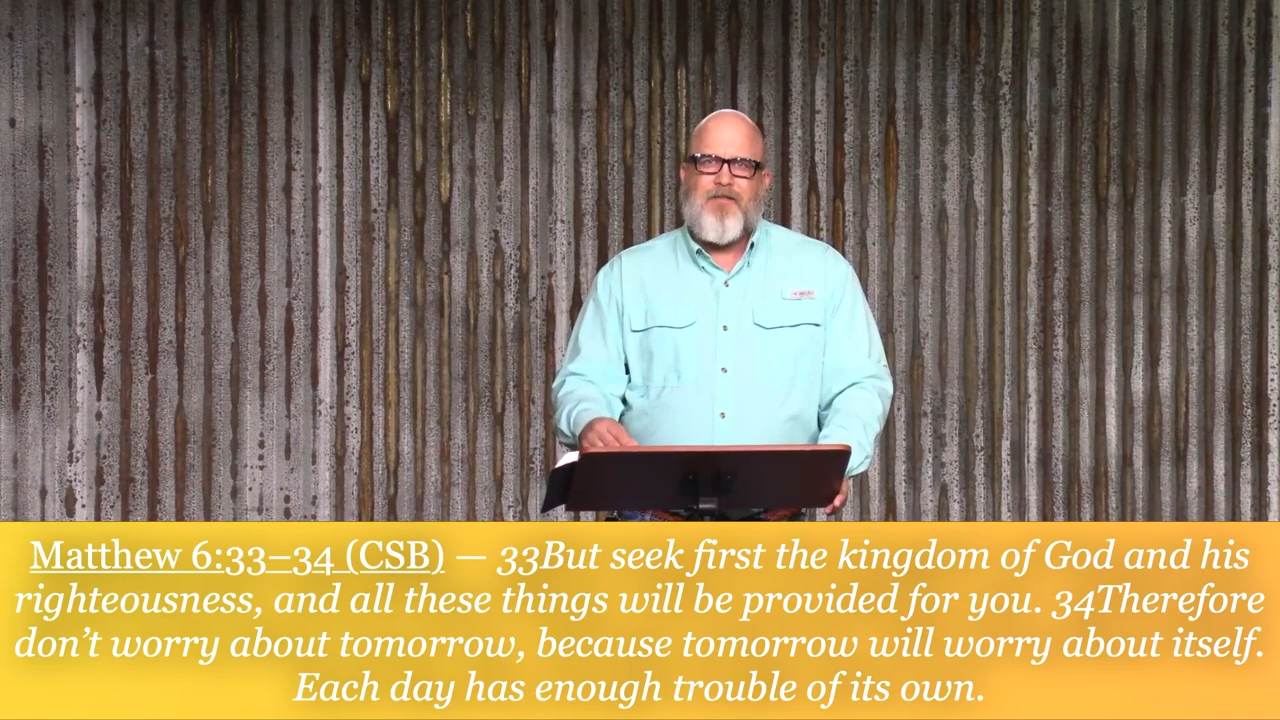 Matthew 6:33–34 (CSB) — 33But seek first the kingdom of God and his
righteousness, and all these things will be provided for you. 34Therefore
don’t worry about tomorrow, because tomorrow will worry about itself.
Each day has enough trouble of its own.